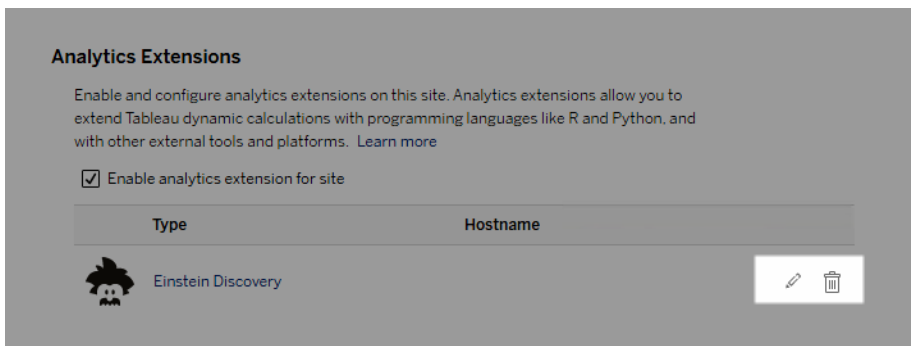 Analytics Extensions
Enable and configure analytics extensions on this site. Analytics extensions allow you to
extend Tableau dynamic calculations with programming languages like R and Python, and
with other external tools and platforms. Learn more
Enable analytics extension for site
Type Hostname
Einstein Discovery